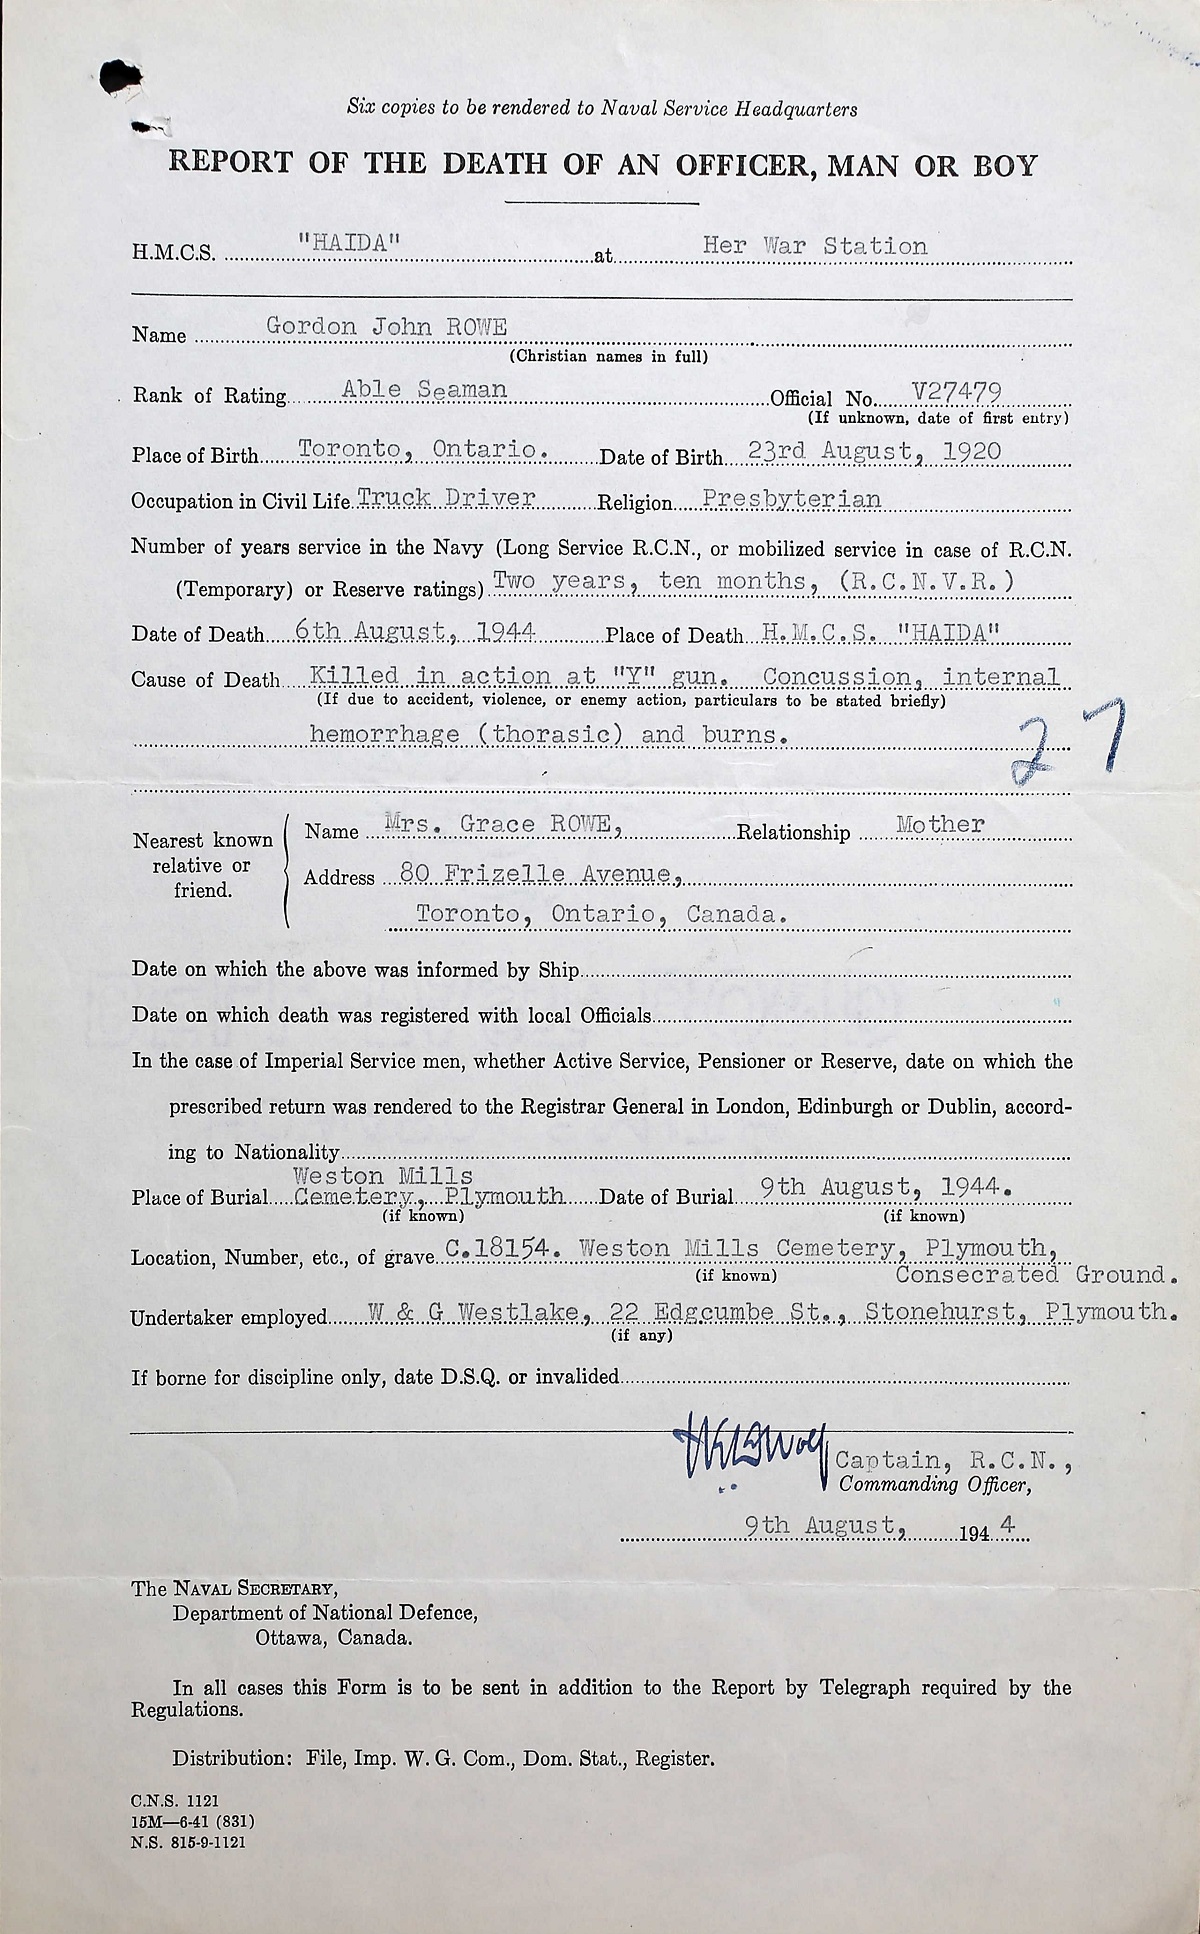 Six copies to be rendered to Naval Service Headquarters
REPORT OF THE DEATH OF AN OFFICER, MAN OR BOY
H.M.C.S. "HAIDA" at Her War Station
Name Gordon John ROWE
(Christian names in full)
Rank of Rating Able Seaman Official No. V27479
(If unknown, date of first entry)
Place of Birth Toronto, Ontario. Date of Birth 23rd August, 1920
Occupation in Civil Life Truck Driver Religion Presbyterian
Number of years service in the Navy (Long Service R.C.N., or mobilized service in case of R.C.N.
(Temporary) or Reserve ratings) Two years, ten months, (R.C.N.V.R.)
Date of Death 6th August, 1944 Place of Death H.M.C.S. "HAIDA"
Cause of Death Killed in action at "Y" gun. Concussion, internal
(If due to accident, violence, or enemy action, particulars to be stated briefly)
hemorrhage (thorasic) and burns.
27
Nearest known relative or friend. Name Mrs. Grace ROWE, Relationship Mother
Address 80 Frizelle Avenue,
Toronto, Ontario, Canada.
Date on which the above was informed by Ship
Date on which death was registered with local Officials
In the case of Imperial Service men, whether Active Service, Pensioner or Reserve, date on which the
prescribed return was rendered to the Registrar General in London, Edinburgh or Dublin, accord-
ing to Nationality
Weston Mills
Place of Burial Cemetery, Plymouth Date of Burial 9th August, 1944.
(if known) (if known)
Location, Number, etc., of grave C.18154. Weston Mills Cemetery, Plymouth,
(if known) Consecrated Ground.
Undertaker employed W & G Westlake, 22 Edgcumbe St., Stonehurst, Plymouth.
(if any)
If borne for discipline only, date D.S.Q. or invalided
Captain, R.C.N.,
Commanding Officer,
9th August, 1944
The NAVAL SECRETARY,
Department of National Defence,
Ottawa, Canada.
In all cases this Form is to be sent in addition to the Report by Telegraph required by the
Regulations.
Distribution: File, Imp. W. G. Com., Dom. Stat., Register.
C.N.S. 1121
15M—6-41 (831)
N.S. 815-9-1121